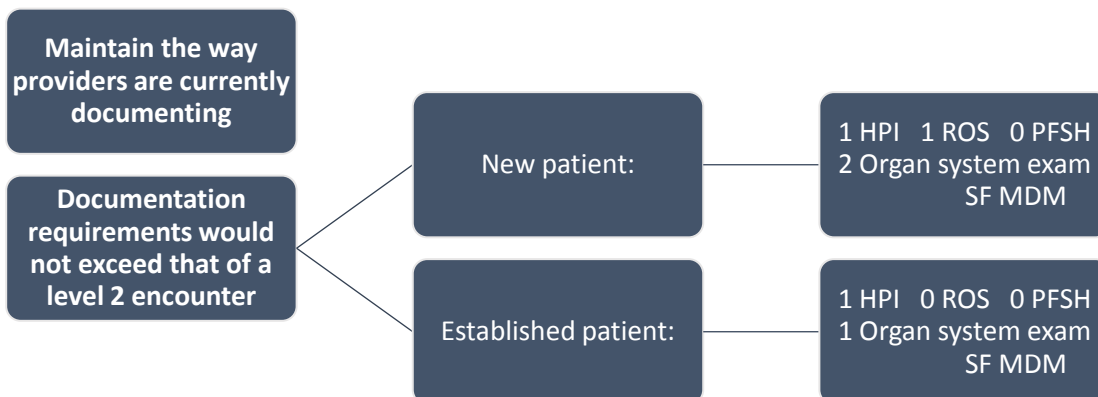 Maintain the way
providers are currently
documenting
Documentation
requirements would
not exceed that of a
level 2 encounter
New patient:
1 HPI 1 ROS 0 PFSH
2 Organ system exam
SF MDM
Established patient:
1 HPI 0 ROS 0 PFSH
1 Organ system exam
SF MDM